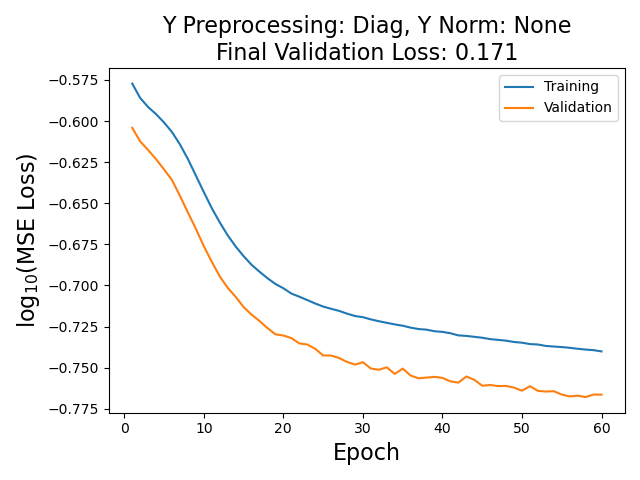 Y Preprocessing: Diag, Y Norm: None
Final Validation Loss: 0.171
Training
Validation
−0.575
−0.600
−0.625
−0.650
−0.675
−0.700
−0.725
−0.750
−0.775
log₁₀(MSE Loss)
0
10
20
30
40
50
60
Epoch